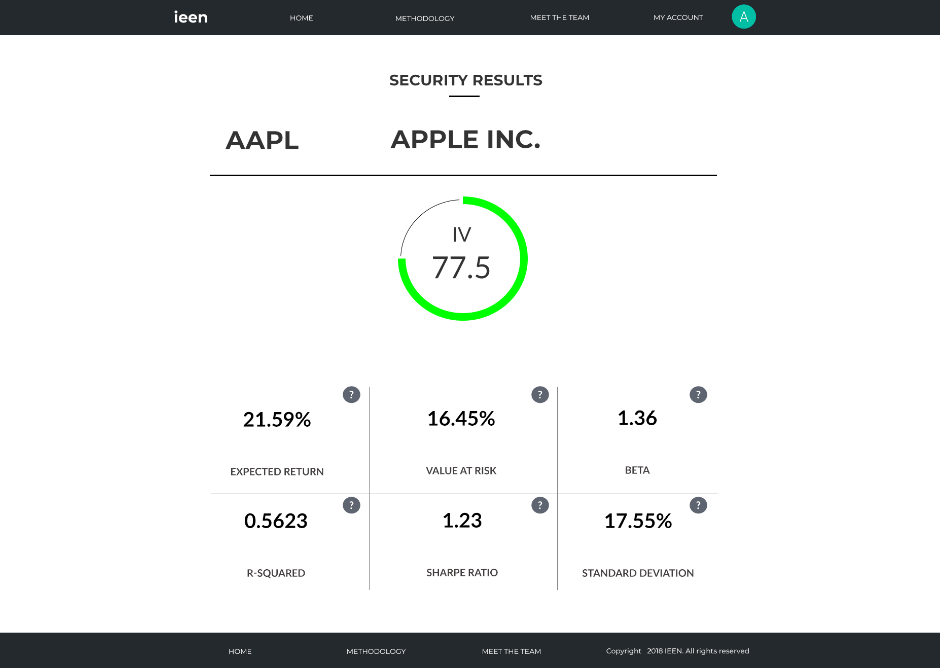 ieen
HOME METHODOLOGY MEET THE TEAM MY ACCOUNT A
SECURITY RESULTS
AAPL APPLE INC.
IV
77.5
? ? ?
21.59% 16.45% 1.36
EXPECTED RETURN VALUE AT RISK BETA
? ? ?
0.5623 1.23 17.55%
R-SQUARED SHARPE RATIO STANDARD DEVIATION
HOME METHODOLOGY MEET THE TEAM Copyright 2018 IEEN. All rights reserved